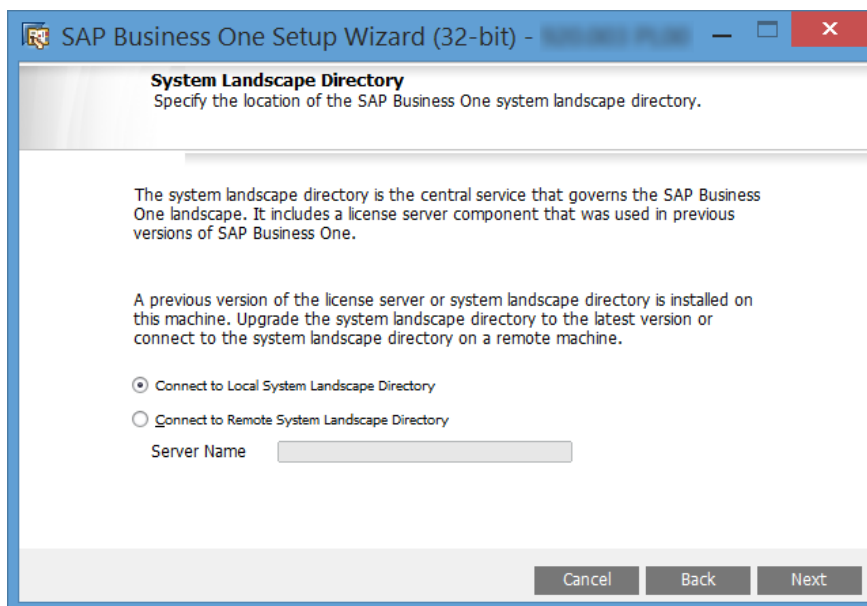 SAP Business One Setup Wizard (32-bit) -
System Landscape Directory
Specify the location of the SAP Business One system landscape directory.
The system landscape directory is the central service that governs the SAP Business
One landscape. It includes a license server component that was used in previous
versions of SAP Business One.
A previous version of the license server or system landscape directory is installed on
this machine. Upgrade the system landscape directory to the latest version or
connect to the system landscape directory on a remote machine.
Connect to Local System Landscape Directory
Connect to Remote System Landscape Directory
Server Name
Cancel Back Next